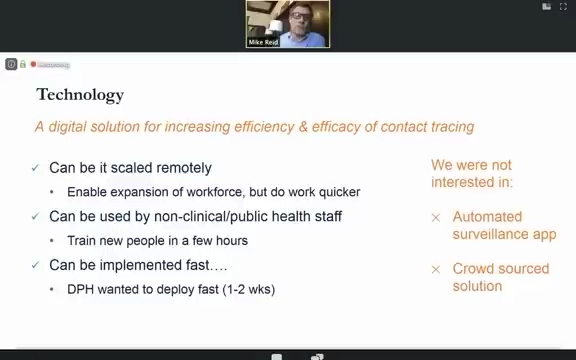 Mike Reid
Recording
Technology
A digital solution for increasing efficiency & efficacy of contact tracing
✓ Can be it scaled remotely
• Enable expansion of workforce, but do work quicker
✓ Can be used by non-clinical/public health staff
• Train new people in a few hours
✓ Can be implemented fast….
• DPH wanted to deploy fast (1-2 wks)
We were not
interested in:
× Automated
surveillance app
× Crowd sourced
solution